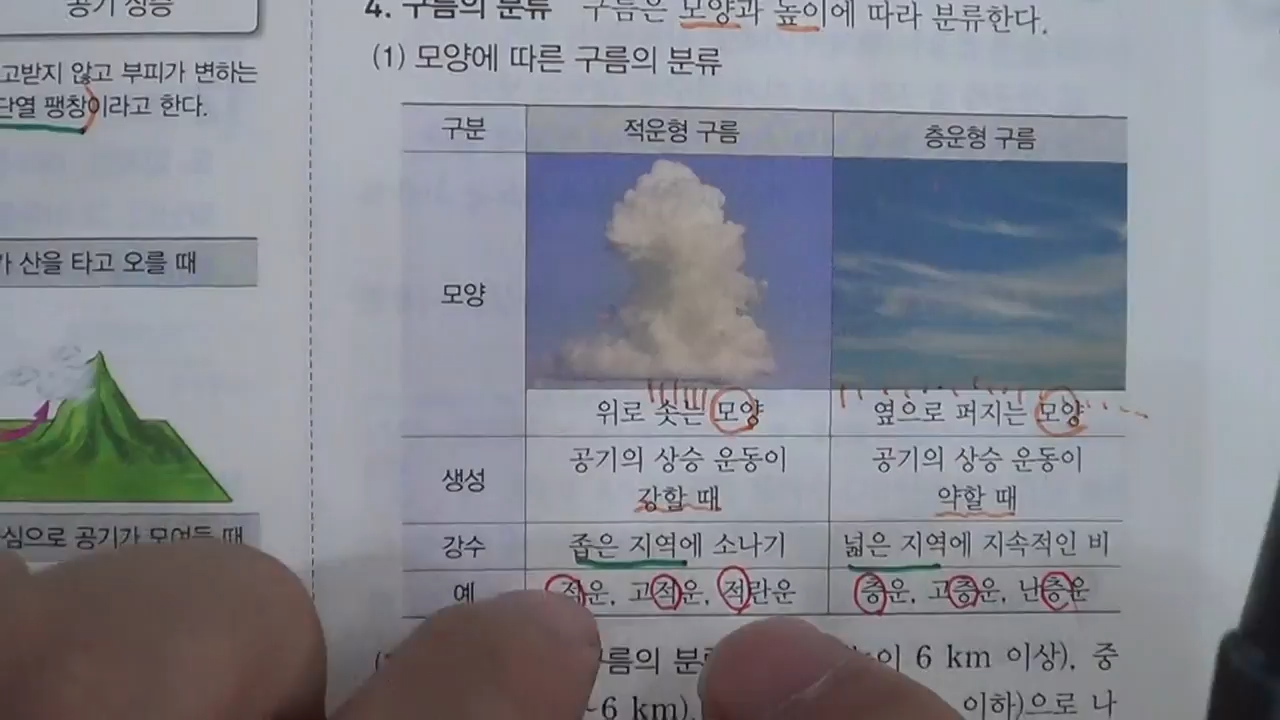 공기 상승
고받지 않고 부피가 변하는
단열 팽창이라고 한다.
가 산을 타고 오를 때
심으로 공기가 모여들 때
4. 구름의 분류 구름은 모양과 높이에 따라 분류한다.
(1) 모양에 따른 구름의 분류
구분 적운형 구름 층운형 구름
모양
위로 솟는 모양 옆으로 퍼지는 모양
생성
공기의 상승 운동이 공기의 상승 운동이
강할 때 약할 때
강수 좁은 지역에 소나기 넓은 지역에 지속적인 비
예 적운, 고적운, 적란운 층운, 고층운, 난층운
구름의 분 6 km 이상), 중
~6 km), 이하)으로 나